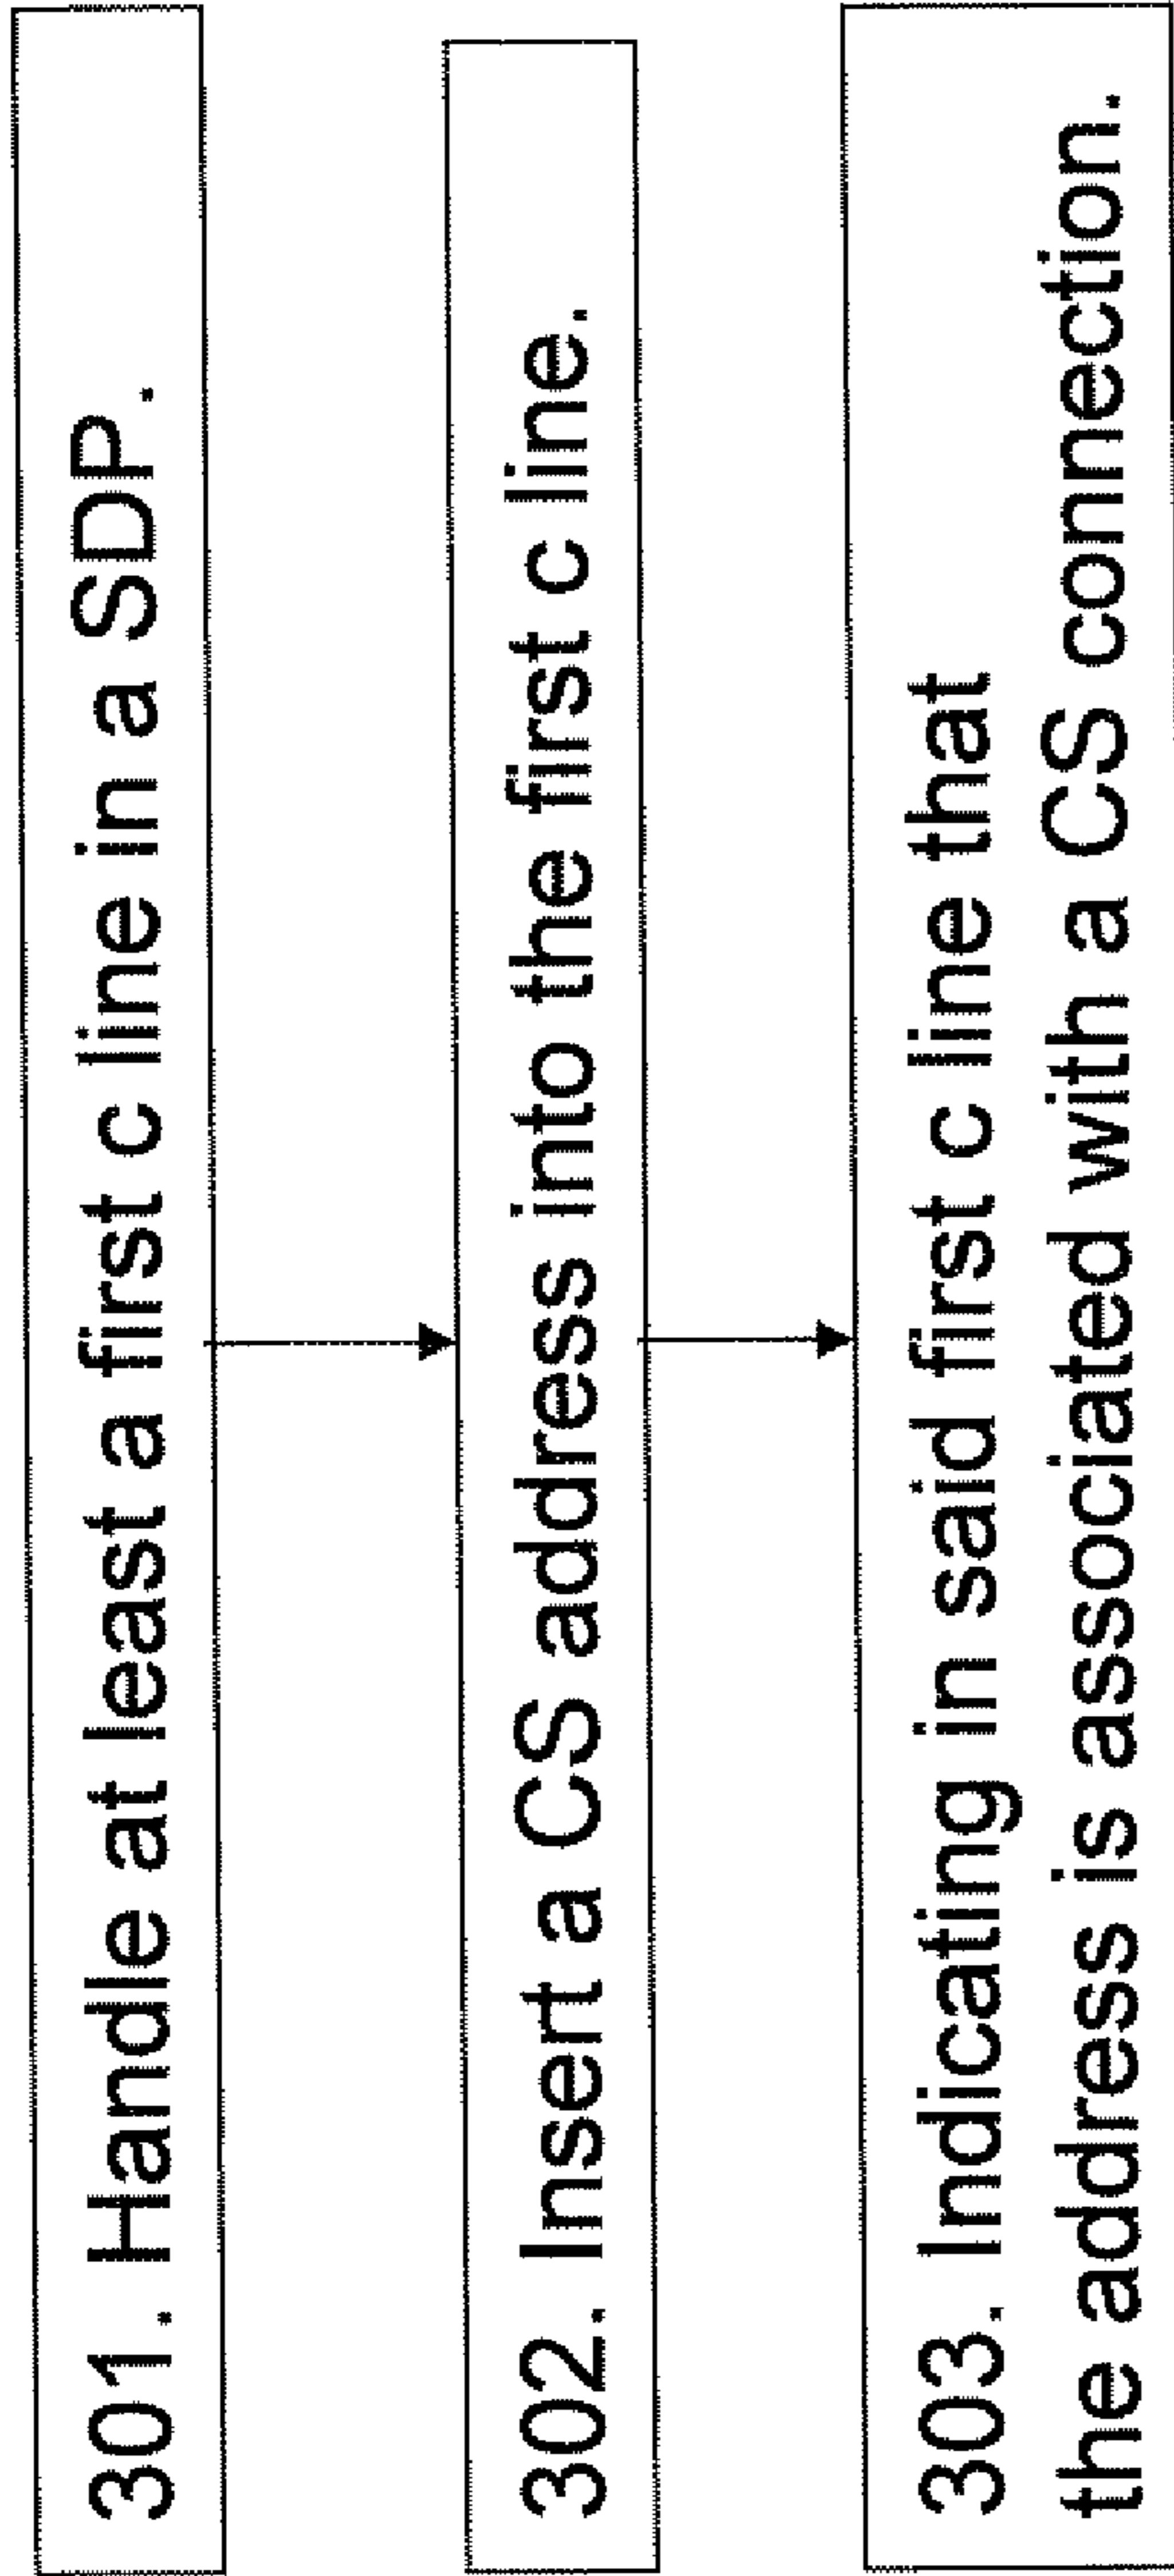 301. Handle at least a first c line in a SDP.
302. Insert a CS address into the first c line.
303. Indicating in said first c line that
the address is associated with a CS connection.